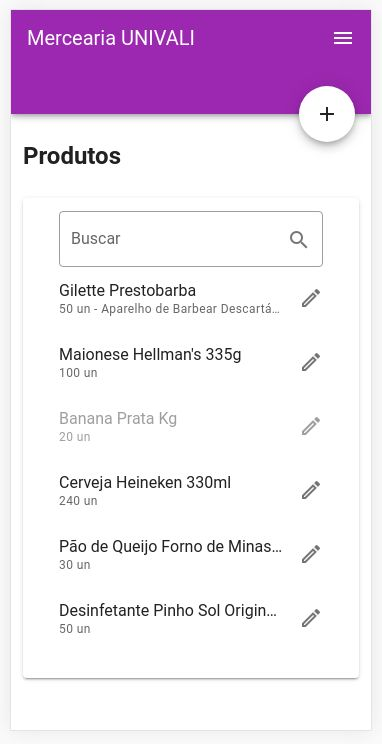 Mercearia UNIVALI
Produtos
Buscar
Gilette Prestobarba
50 un - Aparelho de Barbear Descartá...
Maionese Hellman's 335g
100 un
Banana Prata Kg
20 un
Cerveja Heineken 330ml
240 un
Pão de Queijo Forno de Minas...
30 un
Desinfetante Pinho Sol Origin...
50 un